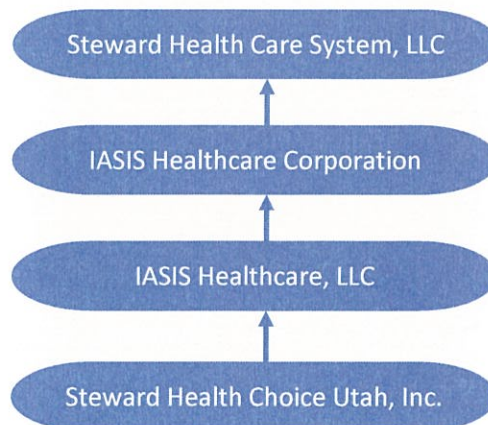 Steward Health Care System, LLC
IASIS Healthcare Corporation
IASIS Healthcare, LLC
Steward Health Choice Utah, Inc.